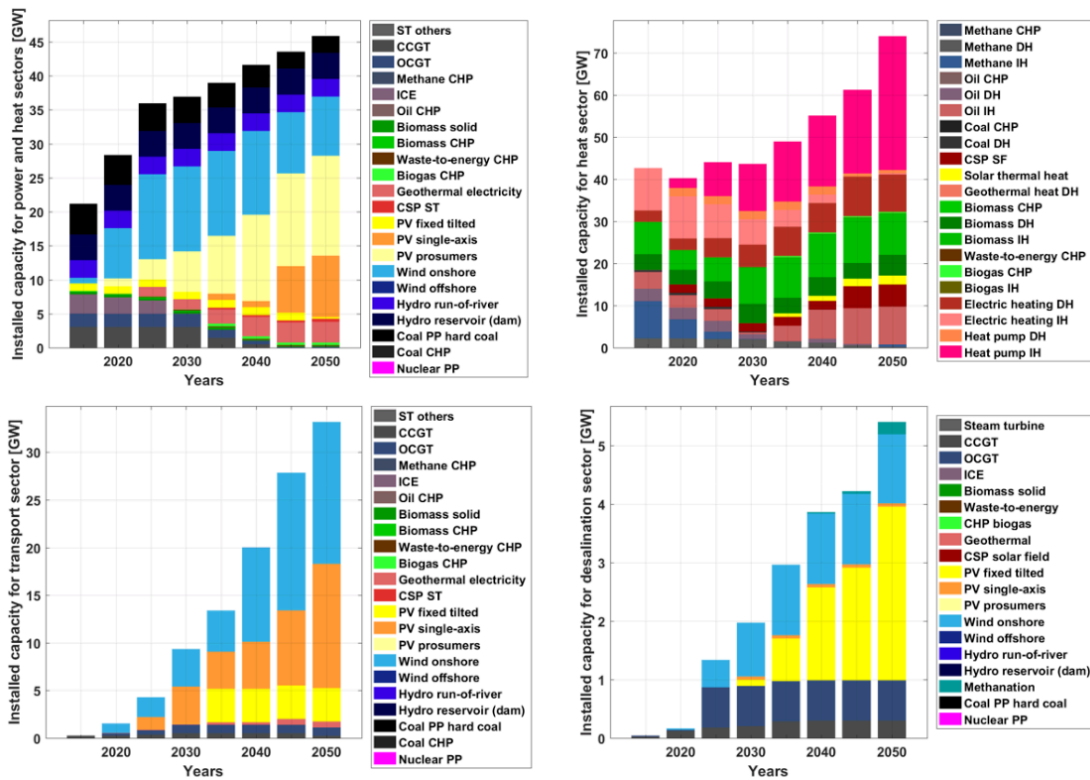 Installed capacity for power and heat sectors [GW]
45
40
35
30
25
20
15
10
5
0
2020
2030
2040
2050
Years
ST others
CCGT
OCGT
Methane CHP
ICE
Oil CHP
Biomass solid
Biomass CHP
Waste-to-energy CHP
Biogas CHP
Geothermal electricity
CSP ST
PV fixed tilted
PV single-axis
PV prosumers
Wind onshore
Wind offshore
Hydro run-of-river
Hydro reservoir (dam)
Coal PP hard coal
Coal CHP
Nuclear PP
Installed capacity for heat sector [GW]
70
60
50
40
30
20
10
0
2020
2030
2040
2050
Years
Methane CHP
Methane DH
Methane IH
Oil CHP
Oil DH
Oil IH
Coal CHP
Coal DH
CSP SF
Solar thermal heat
Geothermal heat DH
Biomass CHP
Biomass DH
Biomass IH
Waste-to-energy CHP
Biogas CHP
Biogas IH
Electric heating DH
Electric heating IH
Heat pump DH
Heat pump IH
Installed capacity for transport sector [GW]
30
25
20
15
10
5
0
2020
2030
2040
2050
Years
ST others
CCGT
OCGT
Methane CHP
ICE
Oil CHP
Biomass solid
Biomass CHP
Waste-to-energy CHP
Biogas CHP
Geothermal electricity
CSP ST
PV fixed tilted
PV single-axis
PV prosumers
Wind onshore
Wind offshore
Hydro run-of-river
Hydro reservoir (dam)
Coal PP hard coal
Coal CHP
Nuclear PP
Installed capacity for desalination sector [GW]
5
4
3
2
1
0
2020
2030
2040
2050
Years
Steam turbine
CCGT
OCGT
ICE
Biomass solid
Waste-to-energy
CHP biogas
Geothermal
CSP solar field
PV fixed tilted
PV single-axis
PV prosumers
Wind onshore
Wind offshore
Hydro run-of-river
Hydro reservoir (dam)
Methanation
Coal PP hard coal
Nuclear PP